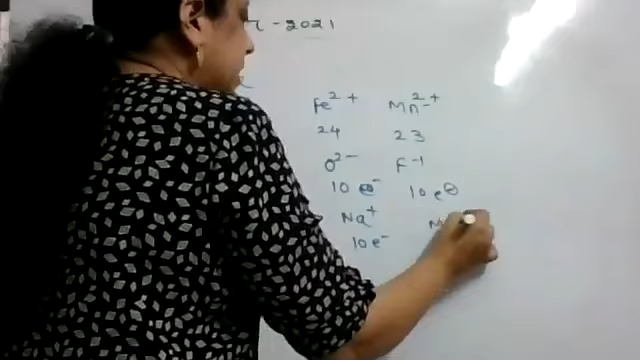 -2021
Fe²⁺ Mn²⁺
24 23
O²⁻ F⁻¹
10 e⁻ 10 e⊖
Na⁺
10 e⁻